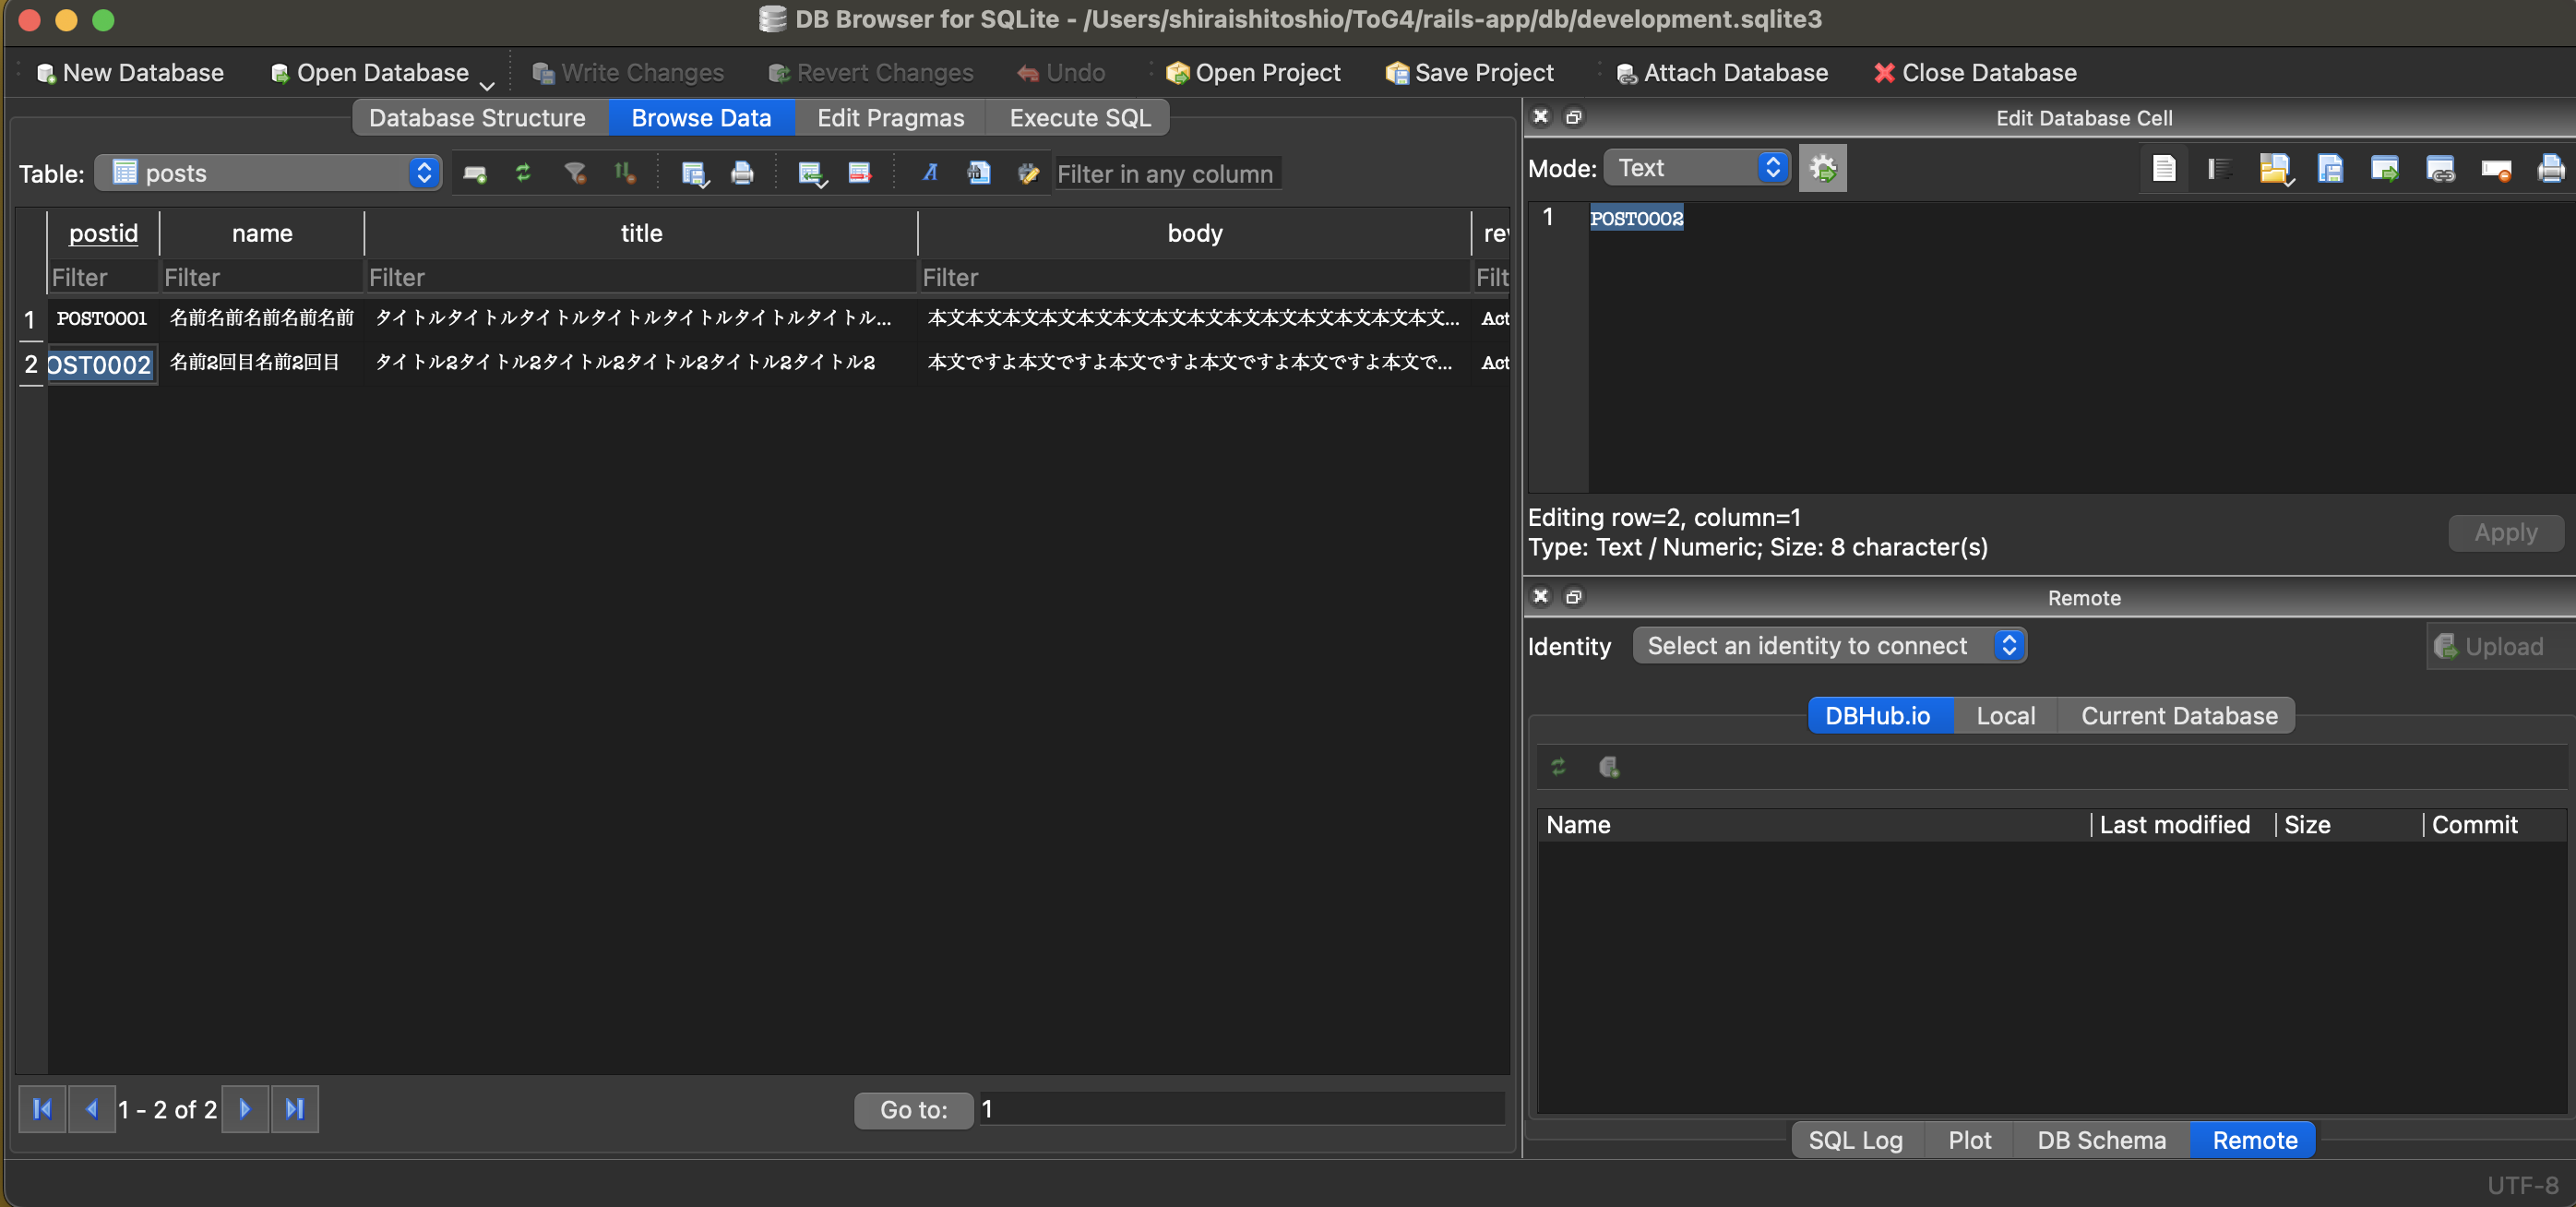 DB Browser for SQLite - /Users/shiraishitoshio/ToG4/rails-app/db/development.sqlite3
New Database Open Database Write Changes Revert Changes Undo Open Project Save Project Attach Database Close Database
Database Structure Browse Data Edit Pragmas Execute SQL
Table: posts Filter in any column
postid name title body rev
Filter Filter Filter Filter Filt
1 POST0001 名前名前名前名前名前 タイトルタイトルタイトルタイトルタイトルタイトルタイトル... 本文本文本文本文本文本文本文本文本文本文本文本文本文本文... Act
2 OST0002 名前2回目名前2回目 タイトル2タイトル2タイトル2タイトル2タイトル2タイトル2 本文ですよ本文ですよ本文ですよ本文ですよ本文ですよ本文で... Act
1 - 2 of 2 Go to: 1
Edit Database Cell
Mode: Text
1 POST0002
Editing row=2, column=1
Type: Text / Numeric; Size: 8 character(s)
Apply
Remote
Identity Select an identity to connect Upload
DBHub.io Local Current Database
Name Last modified Size Commit
SQL Log Plot DB Schema Remote
UTF-8